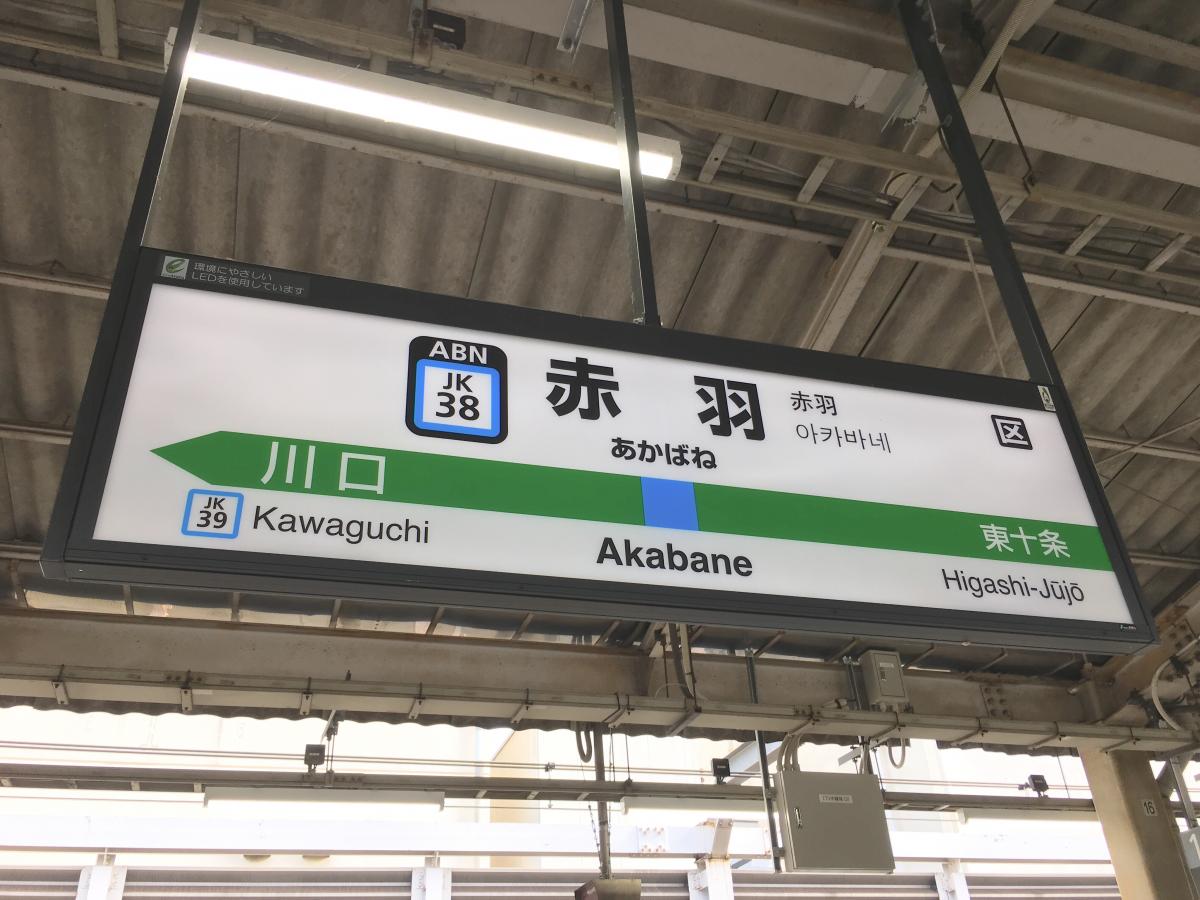 環境にやさしい
LEDを使用しています
ABN
JK
38
赤羽
赤羽
아카바네
区
あかばね
川口
東十条
JK
39
Kawaguchi
Akabane
Higashi-Jūjō
16